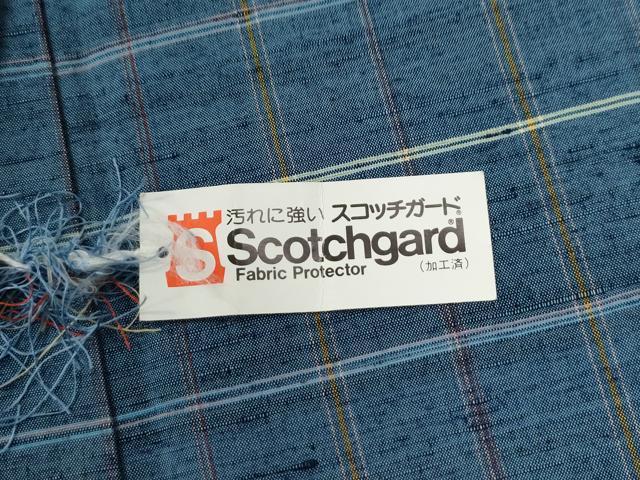 汚れに強い スコッチガード®
S Scotchgard®
Fabric Protector
(加工済)